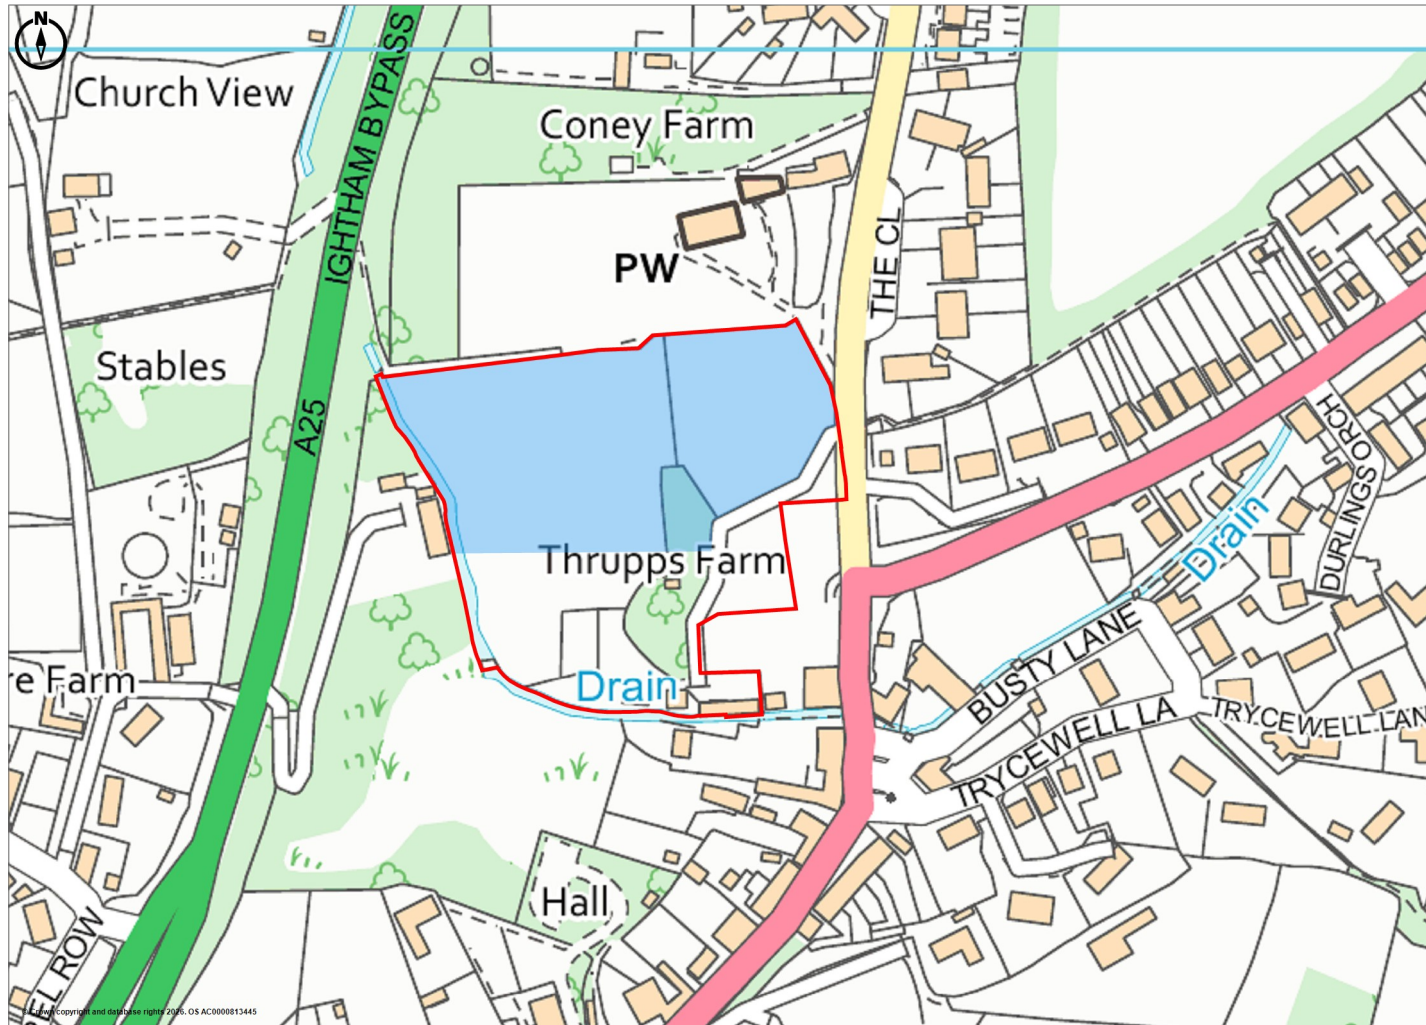 N
Church View
IGHTHAM BYPASS
Coney Farm
PW
THE CL
Stables
A25
DURLINGS ORCH
Drain
Thrupps Farm
BUSTY LANE
re Farm
Drain
TRYCEWELL LA
TRYCEWELL LAN
Hall
EL ROW
© Crown copyright and database rights 2026. OS AC0000813445